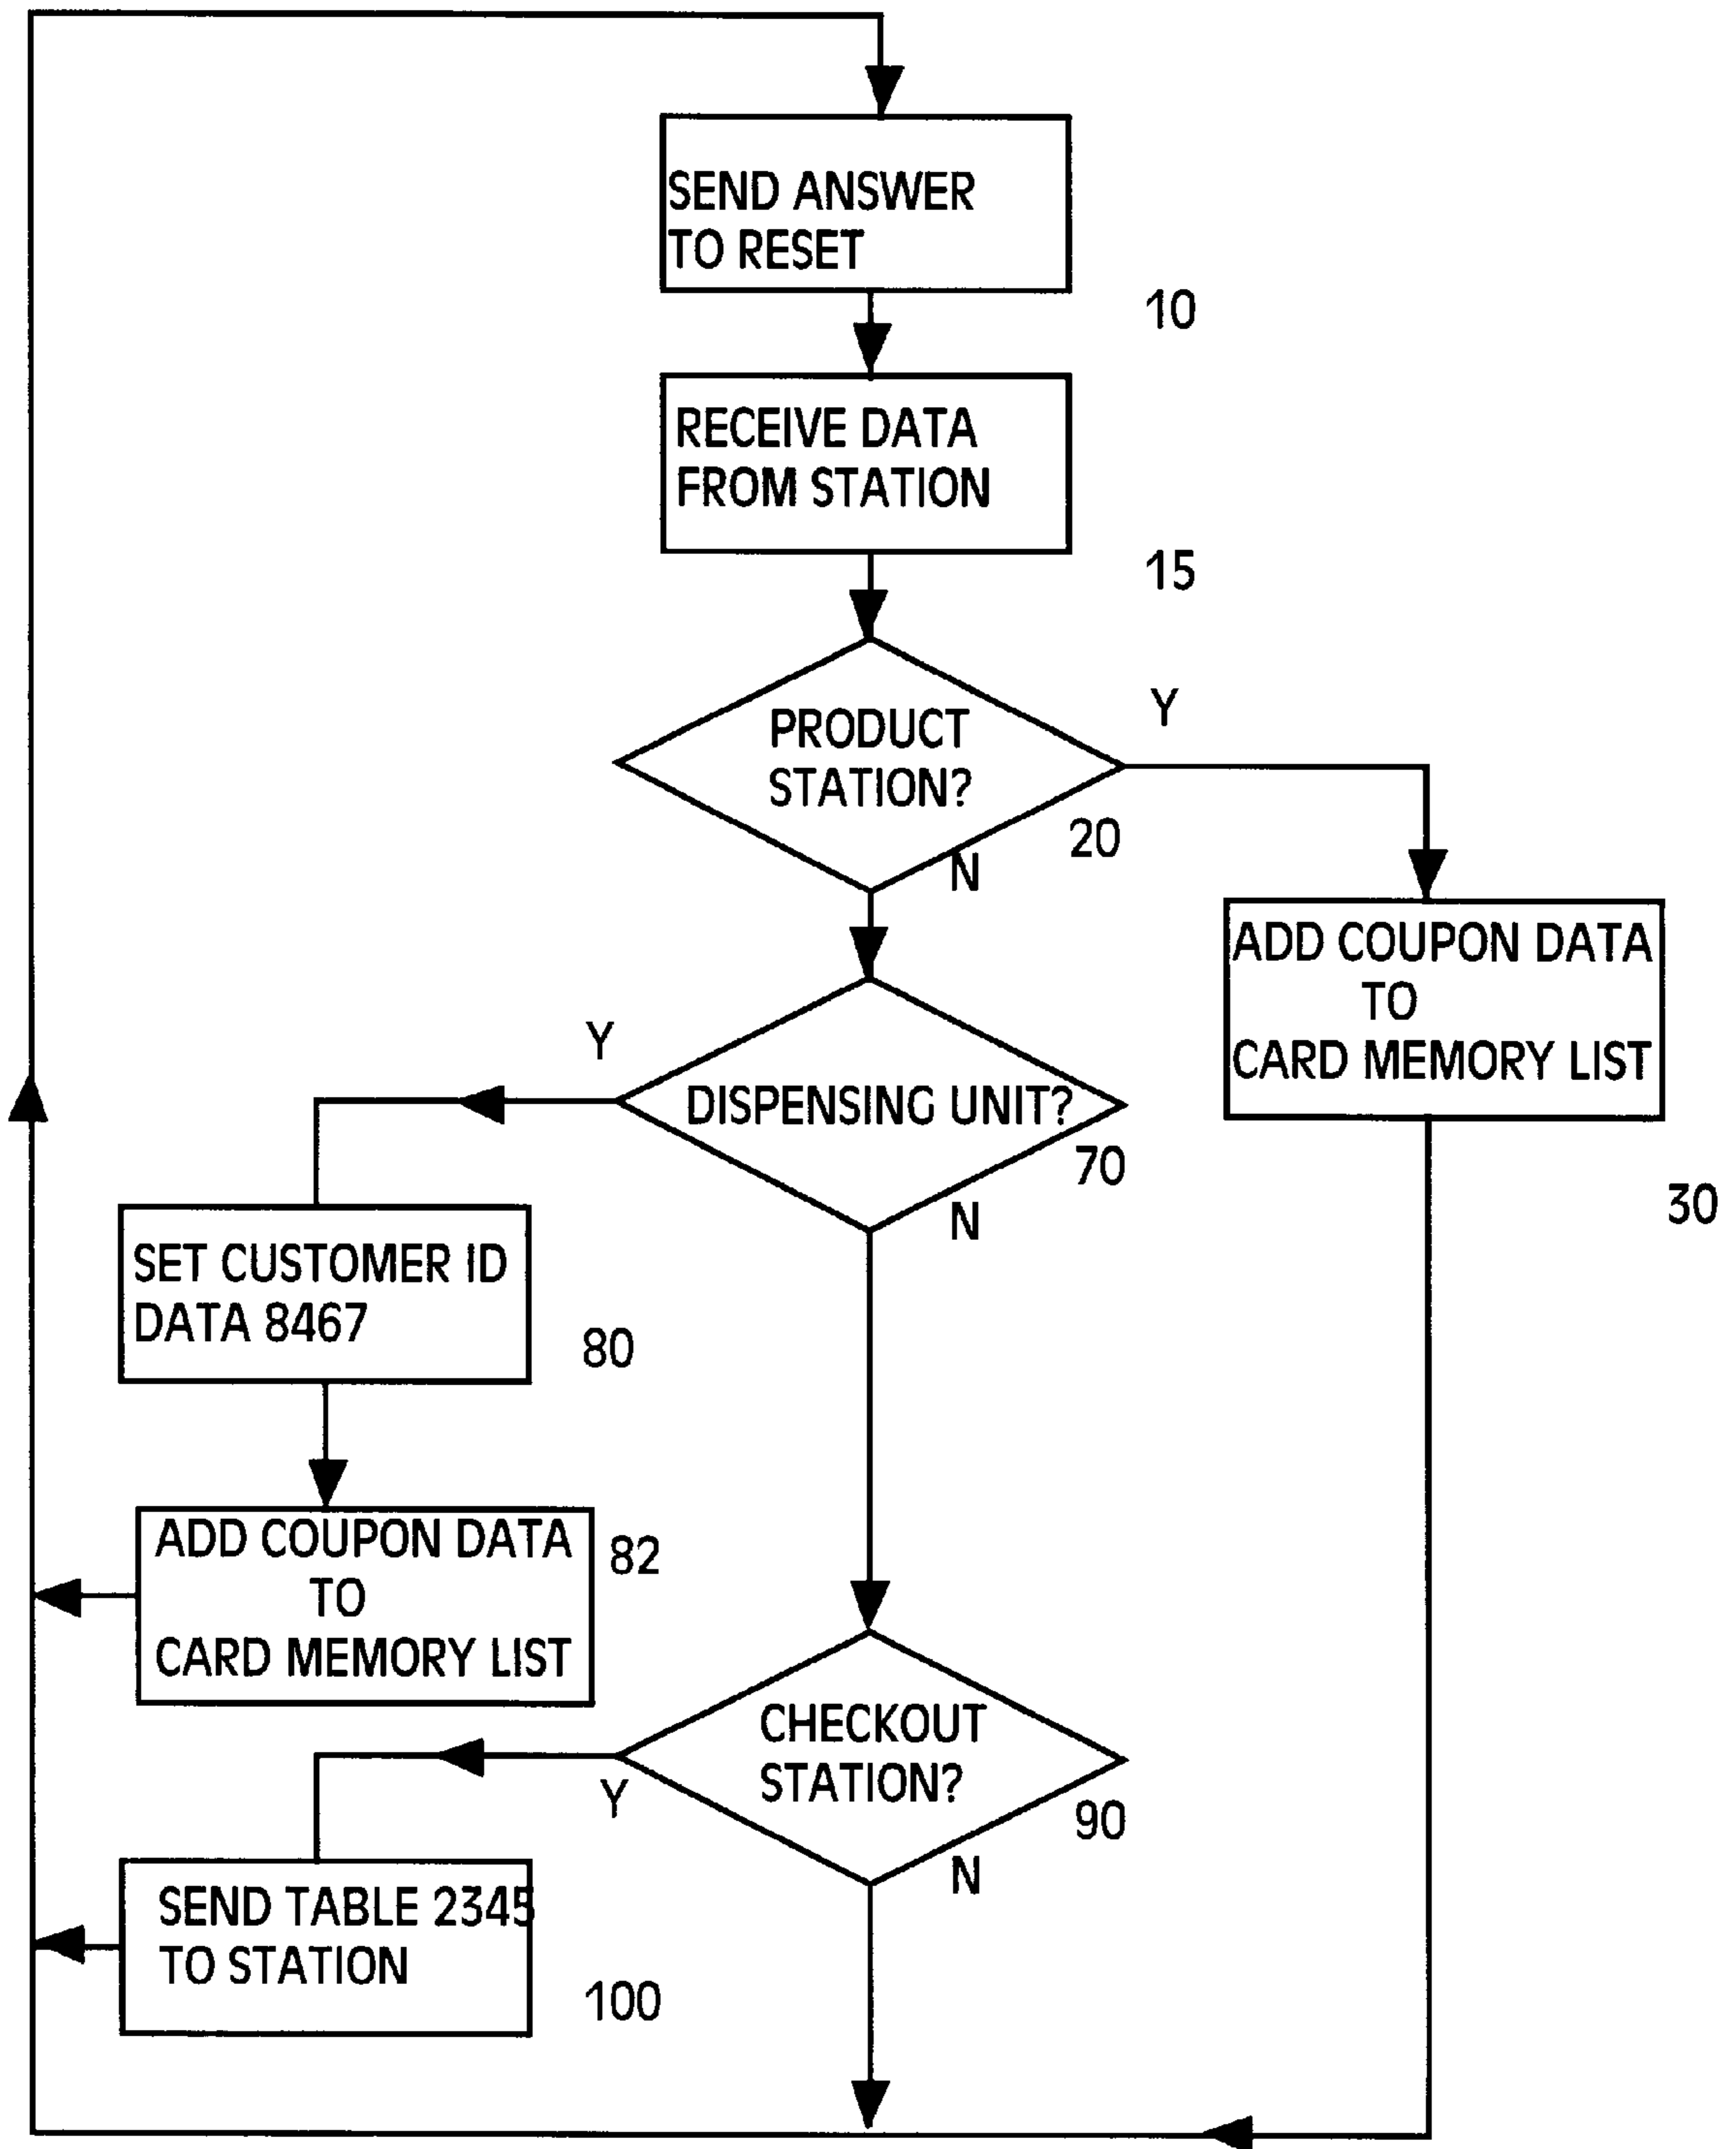 SEND ANSWER
TO RESET
10
RECEIVE DATA
FROM STATION
15
PRODUCT
STATION?
Y
20
N
ADD COUPON DATA
TO
CARD MEMORY LIST
30
Y
DISPENSING UNIT?
70
N
SET CUSTOMER ID
DATA 8467
80
ADD COUPON DATA
TO
CARD MEMORY LIST
82
CHECKOUT
STATION?
Y
90
N
SEND TABLE 2345
TO STATION
100